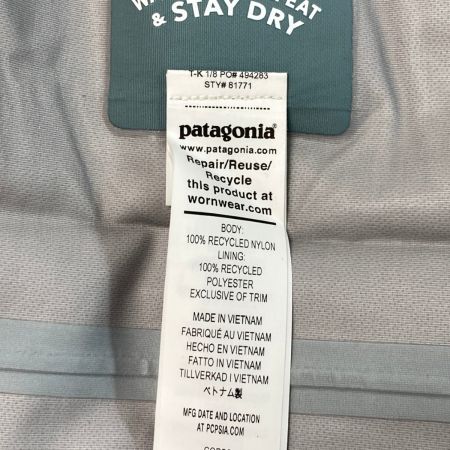 & STAY DRY
T-K 1/8 PO# 494283
STY# 81771
patagonia®
www.patagonia.com
Repair/Reuse/
Recycle
this product at
wornwear.com
BODY:
100% RECYCLED NYLON
LINING:
100% RECYCLED
POLYESTER
EXCLUSIVE OF TRIM
MADE IN VIETNAM
FABRIQUÉ AU VIETNAM
HECHO EN VIETNAM
FATTO IN VIETNAM
TILLVERKAD I VIETNAM
ベトナム製
MFG DATE AND LOCATION
AT PCPSIA.COM